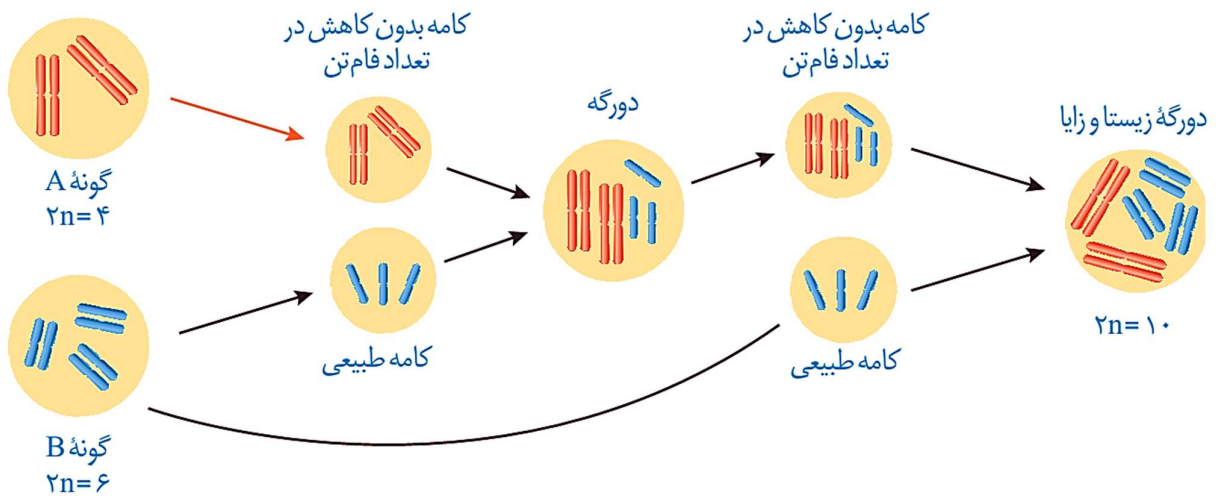 کامه بدون کاهش در
تعداد فام‌تن
کامه بدون کاهش در
تعداد فام‌تن
دورگه
دورگهٔ زیستا و زایا
گونهٔ A
۲n=۴
کامه طبیعی
کامه طبیعی
۲n=۱۰
گونهٔ B
۲n=۶